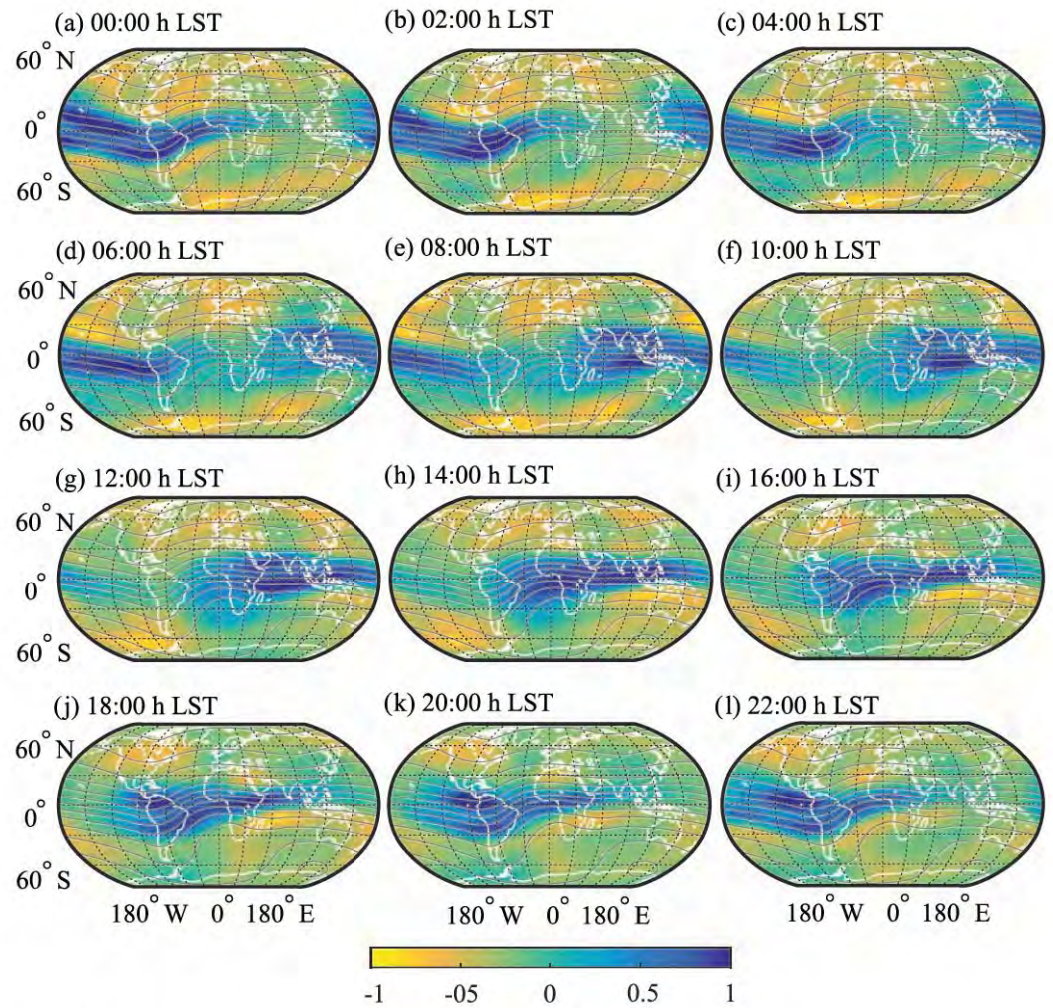 (a) 00:00 h LST
(b) 02:00 h LST
(c) 04:00 h LST
60° N
0°
60° S
(d) 06:00 h LST
(e) 08:00 h LST
(f) 10:00 h LST
60° N
0°
60° S
(g) 12:00 h LST
(h) 14:00 h LST
(i) 16:00 h LST
60° N
0°
60° S
(j) 18:00 h LST
(k) 20:00 h LST
(l) 22:00 h LST
60° N
0°
60° S
180° W 0° 180° E
180° W 0° 180° E
180° W 0° 180° E
-1 -05 0 0.5 1